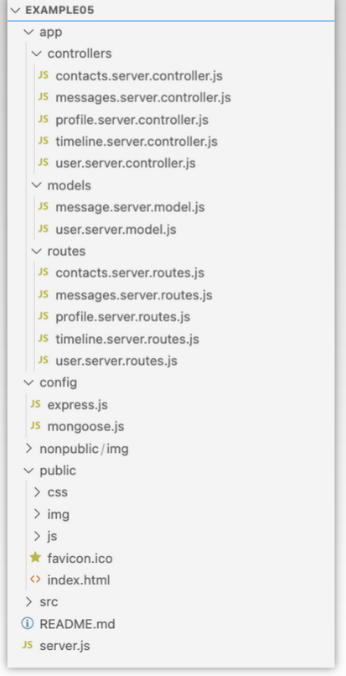 EXAMPLE05
app
controllers
JS contacts.server.controller.js
JS messages.server.controller.js
JS profile.server.controller.js
JS timeline.server.controller.js
JS user.server.controller.js
models
JS message.server.model.js
JS user.server.model.js
routes
JS contacts.server.routes.js
JS messages.server.routes.js
JS profile.server.routes.js
JS timeline.server.routes.js
JS user.server.routes.js
config
JS express.js
JS mongoose.js
nonpublic/img
public
css
img
js
favicon.ico
<> index.html
src
README.md
JS server.js